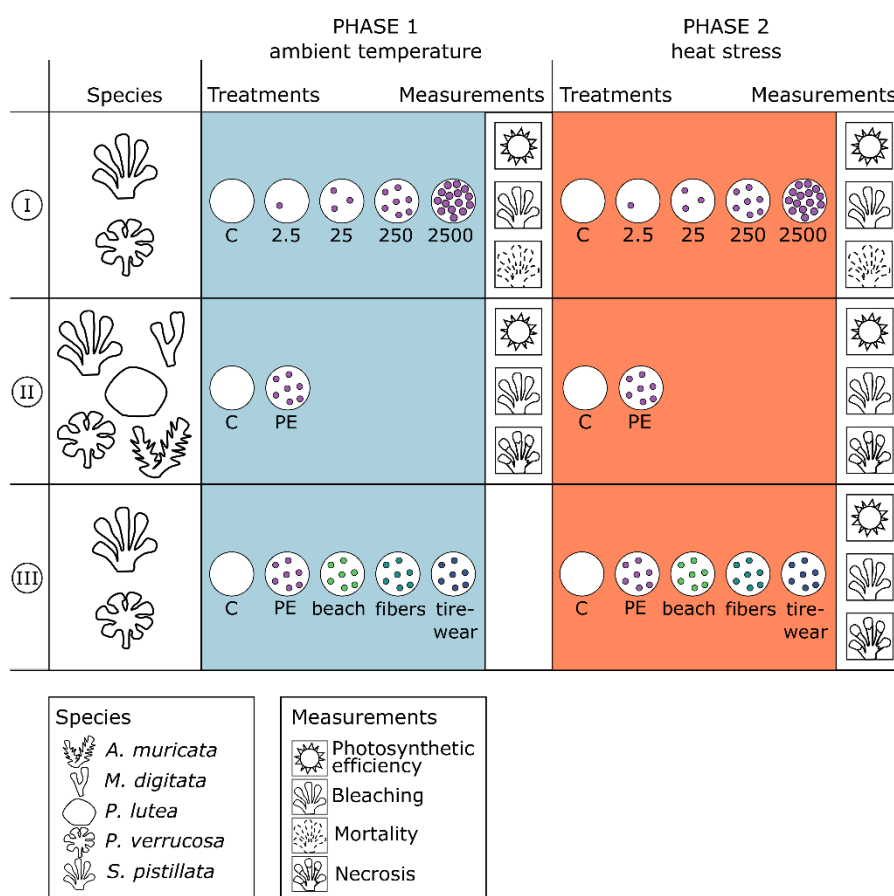 PHASE 1
ambient temperature
PHASE 2
heat stress
Species
Treatments
Measurements
Treatments
Measurements
I
C 2.5 25 250 2500
C 2.5 25 250 2500
II
C PE
C PE
III
C PE beach fibers tire-
wear
C PE beach fibers tire-
wear
Species
A. muricata
M. digitata
P. lutea
P. verrucosa
S. pistillata
Measurements
Photosynthetic
efficiency
Bleaching
Mortality
Necrosis